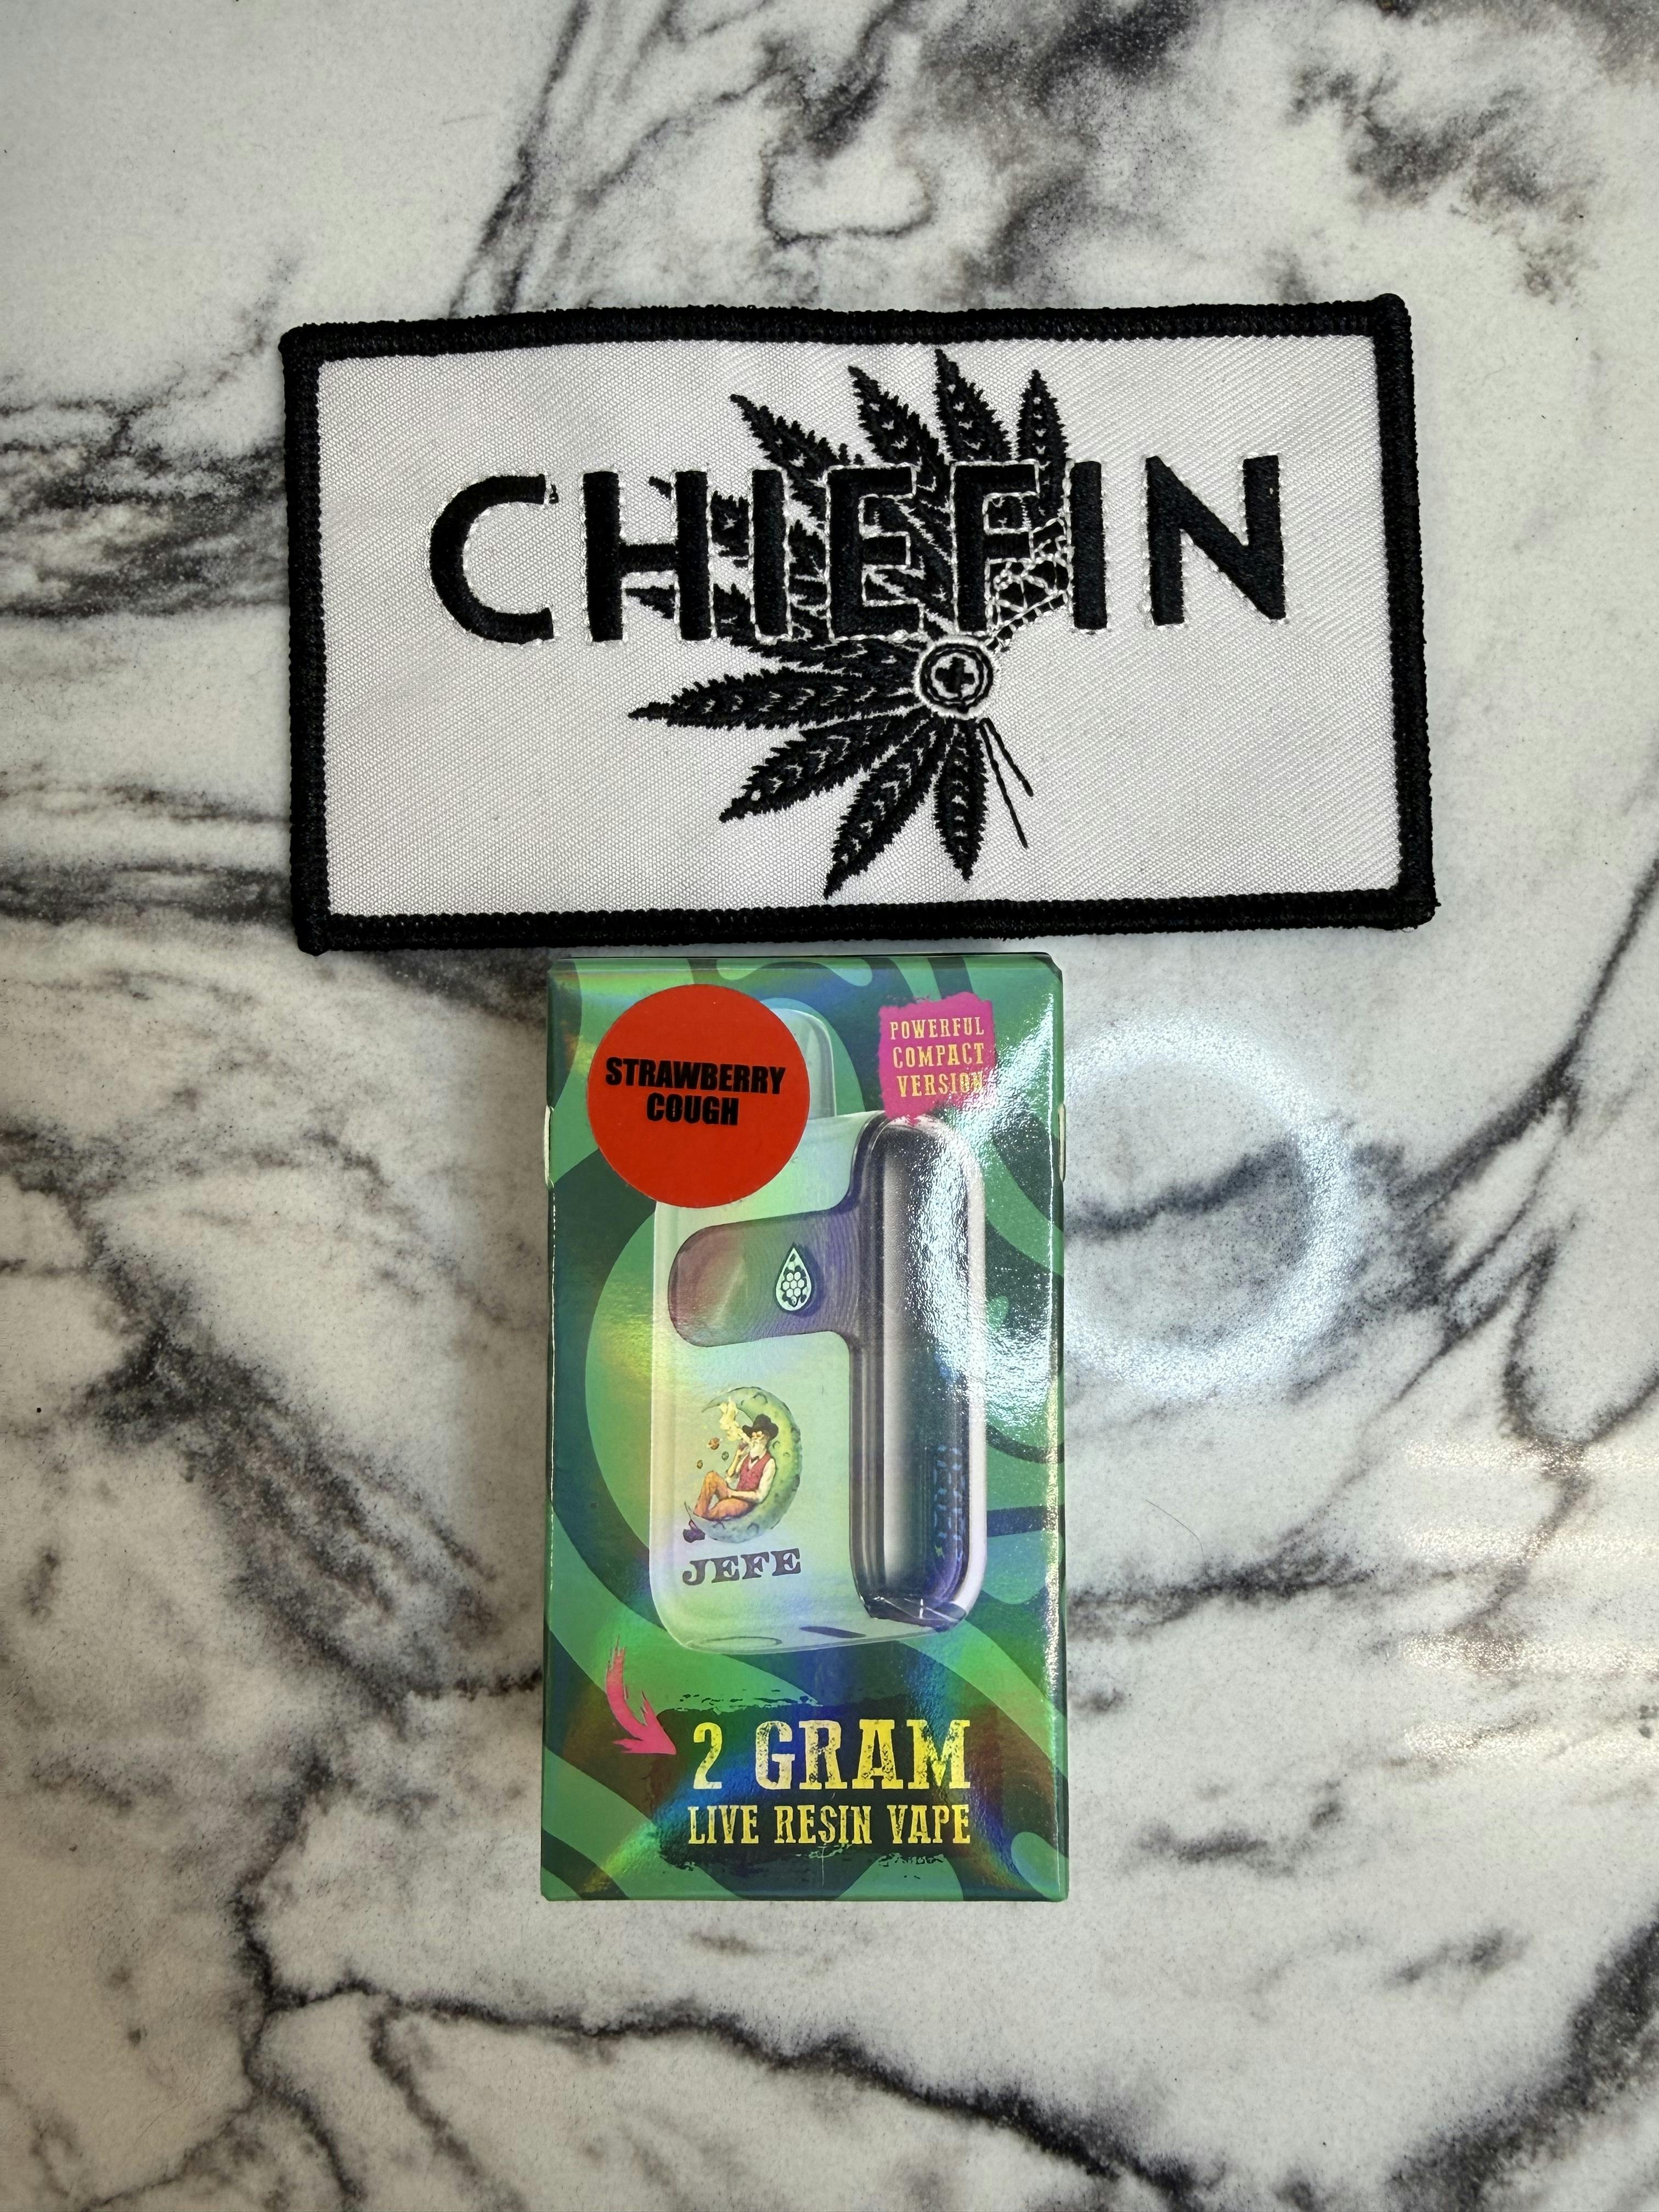 CHIEFIN
STRAWBERRY
COUGH
POWERFUL
COMPACT
VERSION
JEFE
2 GRAM
LIVE RESIN VAPE